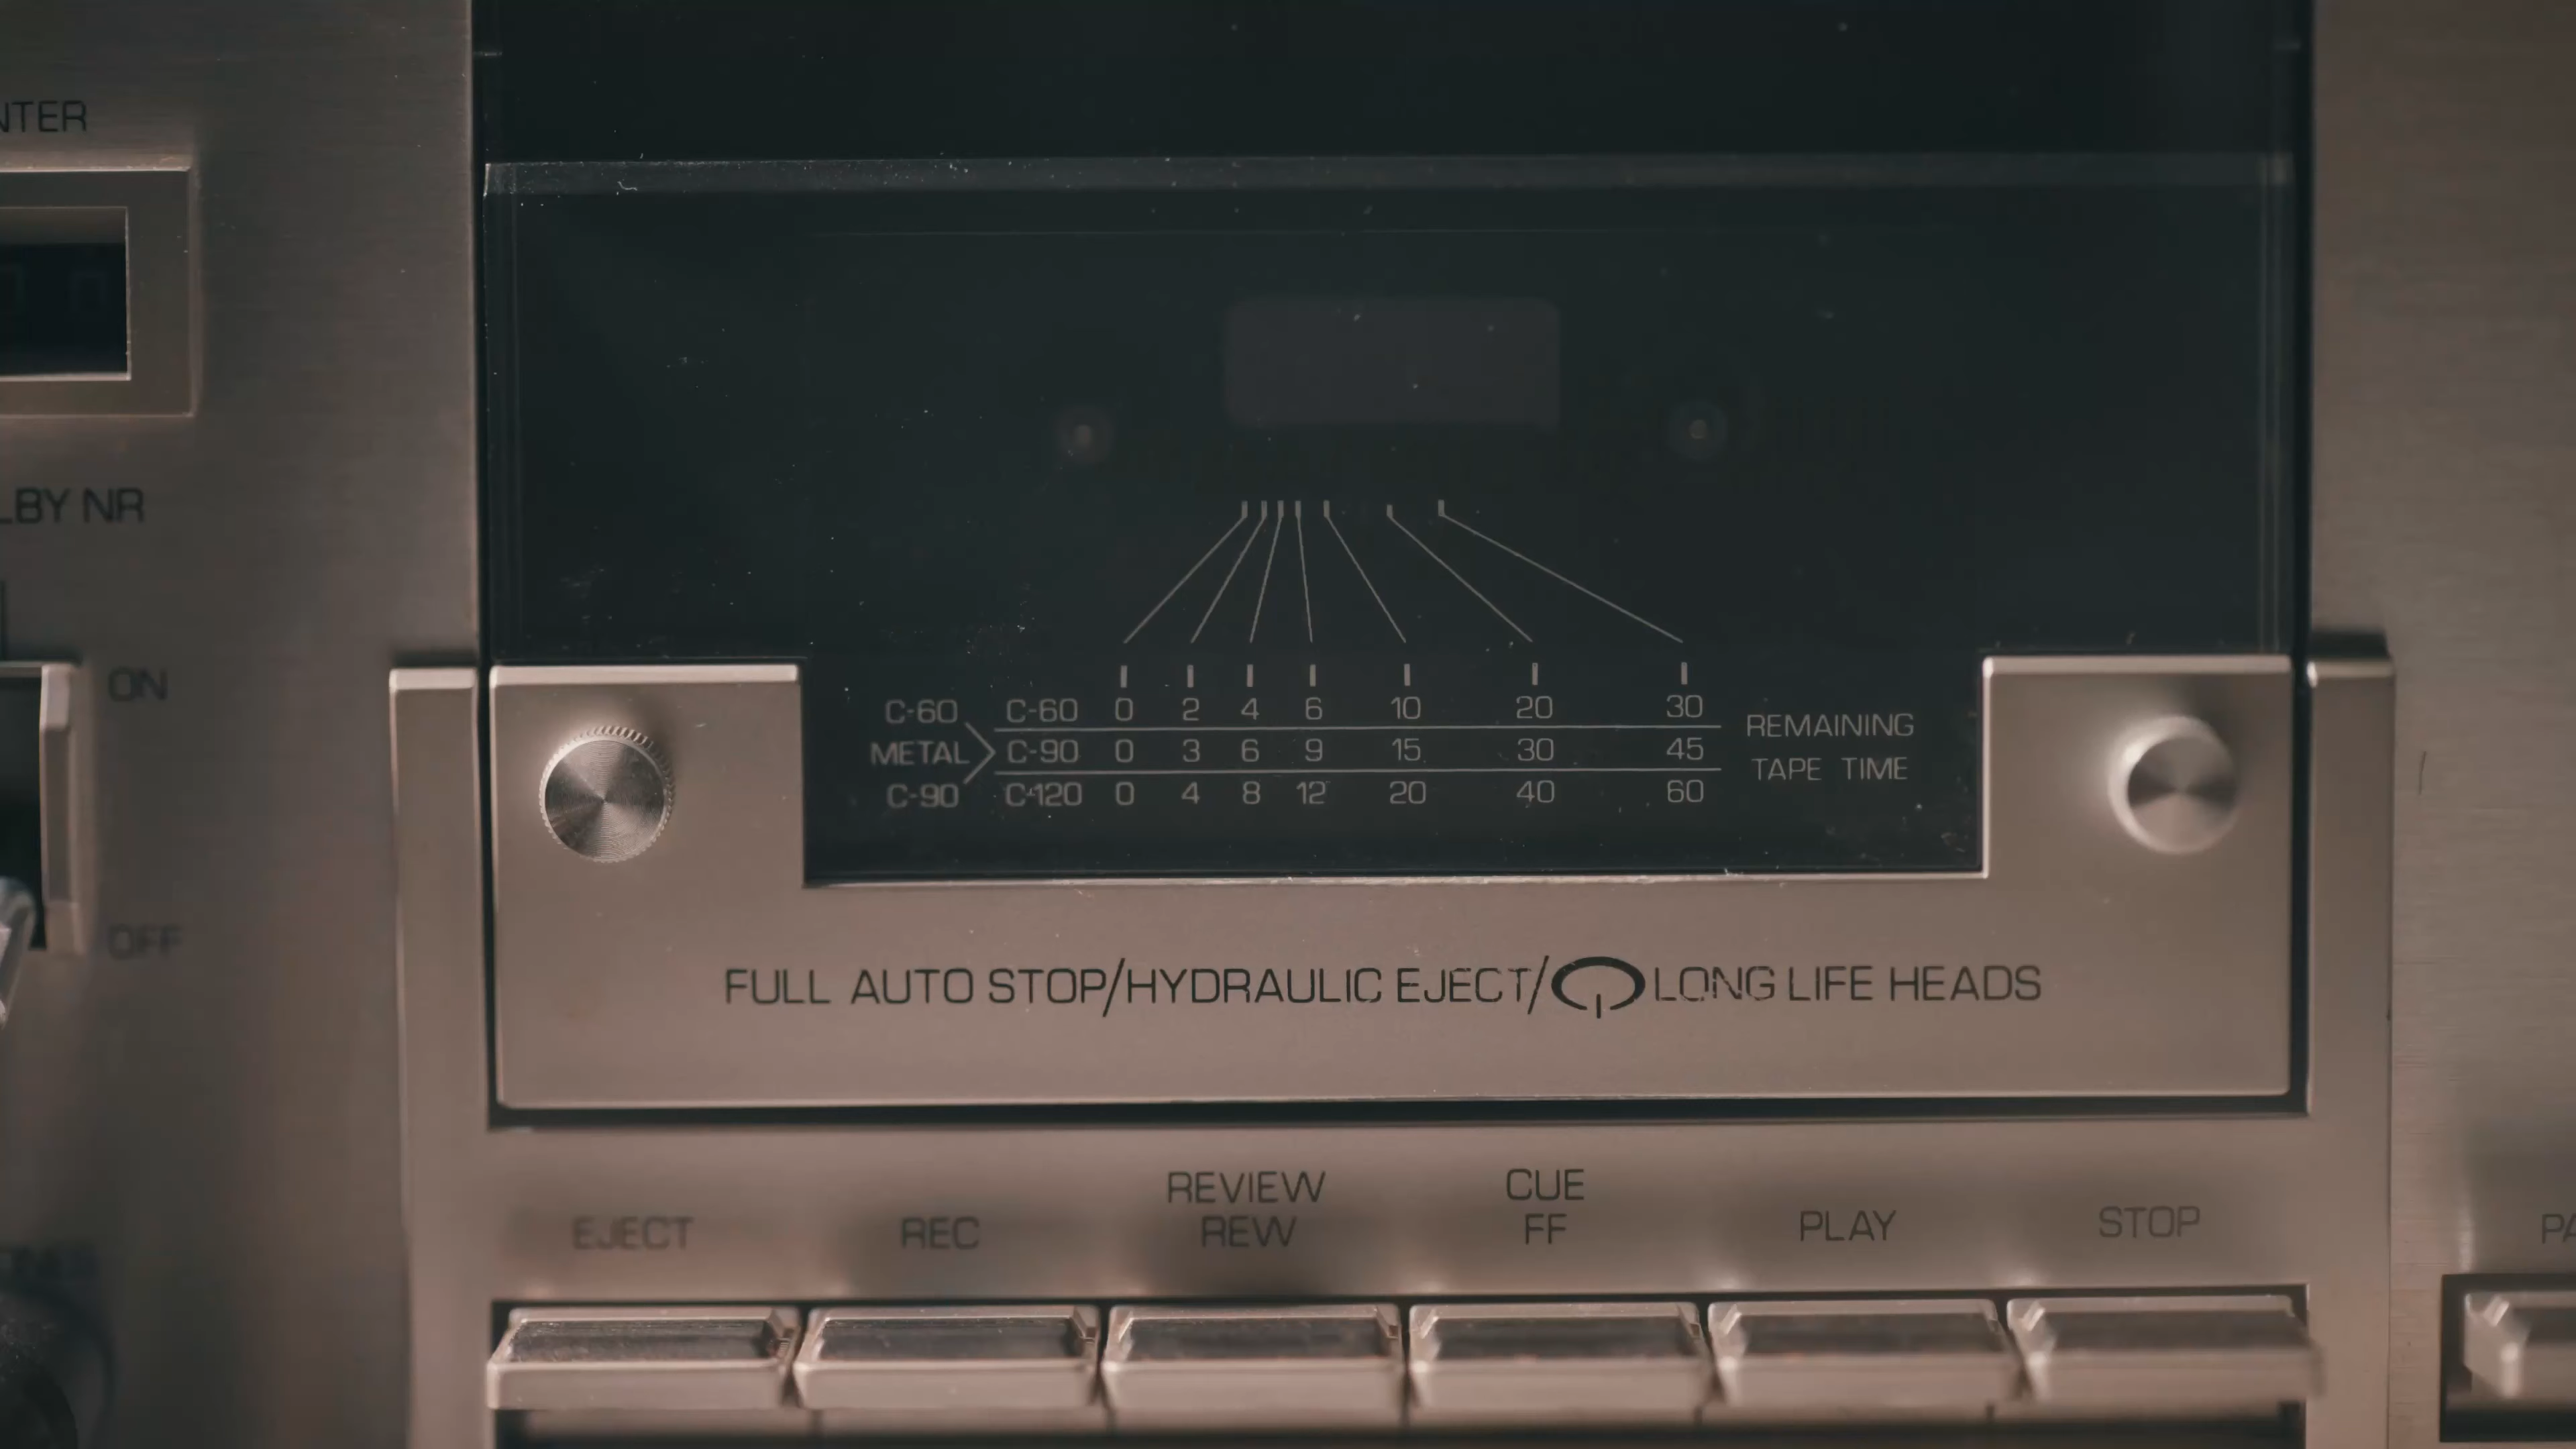 NTER
LBY NR
ON
OFF
C-60 C-60 0 2 4 6 10 20 30
METAL C-90 0 3 6 9 15 30 45
C-90 C-120 0 4 8 12 20 40 60
REMAINING
TAPE TIME
FULL AUTO STOP/HYDRAULIC EJECT/ LONG LIFE HEADS
EJECT
REC
REVIEW
REW
CUE
FF
PLAY
STOP
PA